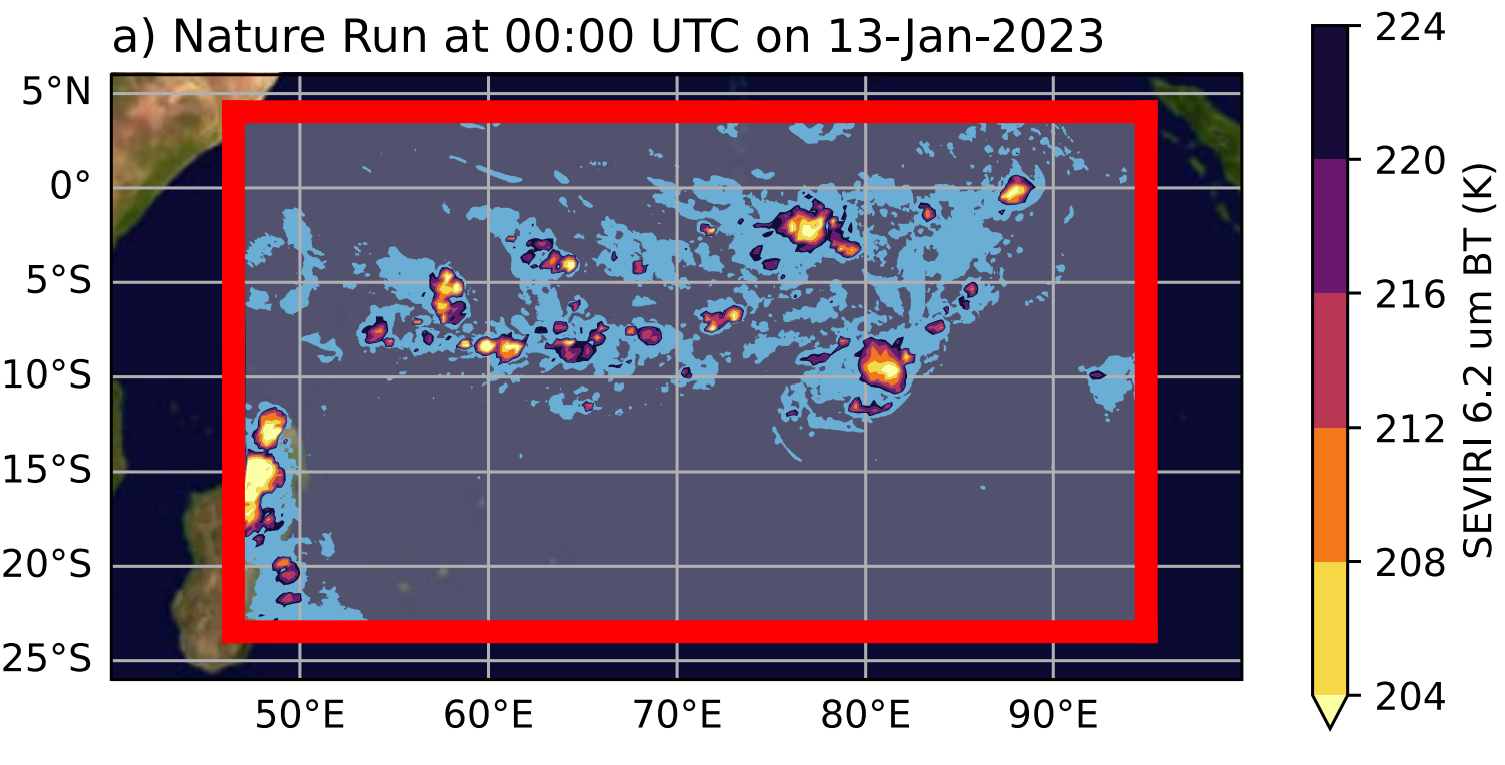 a) Nature Run at 00:00 UTC on 13-Jan-2023
5°N
0°
5°S
10°S
15°S
20°S
25°S
50°E
60°E
70°E
80°E
90°E
224
220
216
212
208
204
SEVIRI 6.2 um BT (K)